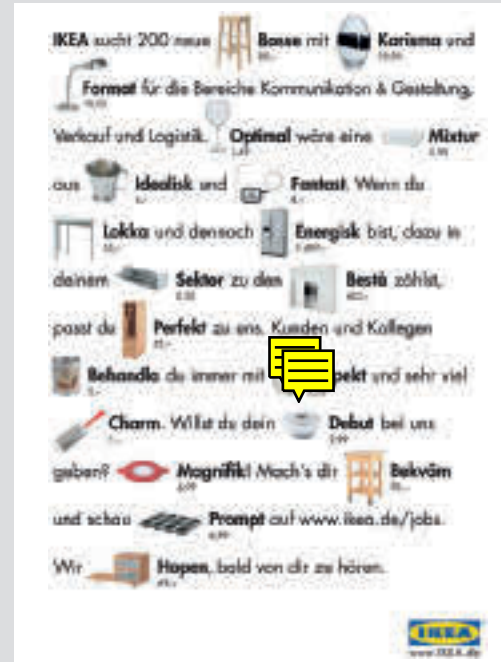 IKEA sucht 200 neue Bosse mit Karisma und
Format für die Bereiche Kommunikation & Gestaltung,
Verkauf und Logistik. Optimal wäre eine Mixtur
aus Idealisk und Fantast. Wenn du
Lokka und dennoch Energisk bist, dazu in
deinem Sektor zu den Bestå zählst,
passt du Perfekt zu uns. Kunden und Kollegen
Behandla du immer mit pekt und sehr viel
Charm. Willst du dein Debut bei uns
geben? Magnifik! Mach's dir Bekväm
und schau Prompt auf www.ikea.de/jobs.
Wir Hopen, bald von dir zu hören.
IKEA
www.IKEA.de